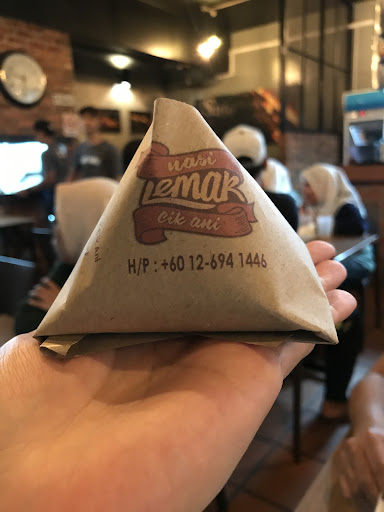 nasi
LEMAK
cik ani
H/P : +60 12-694 1446